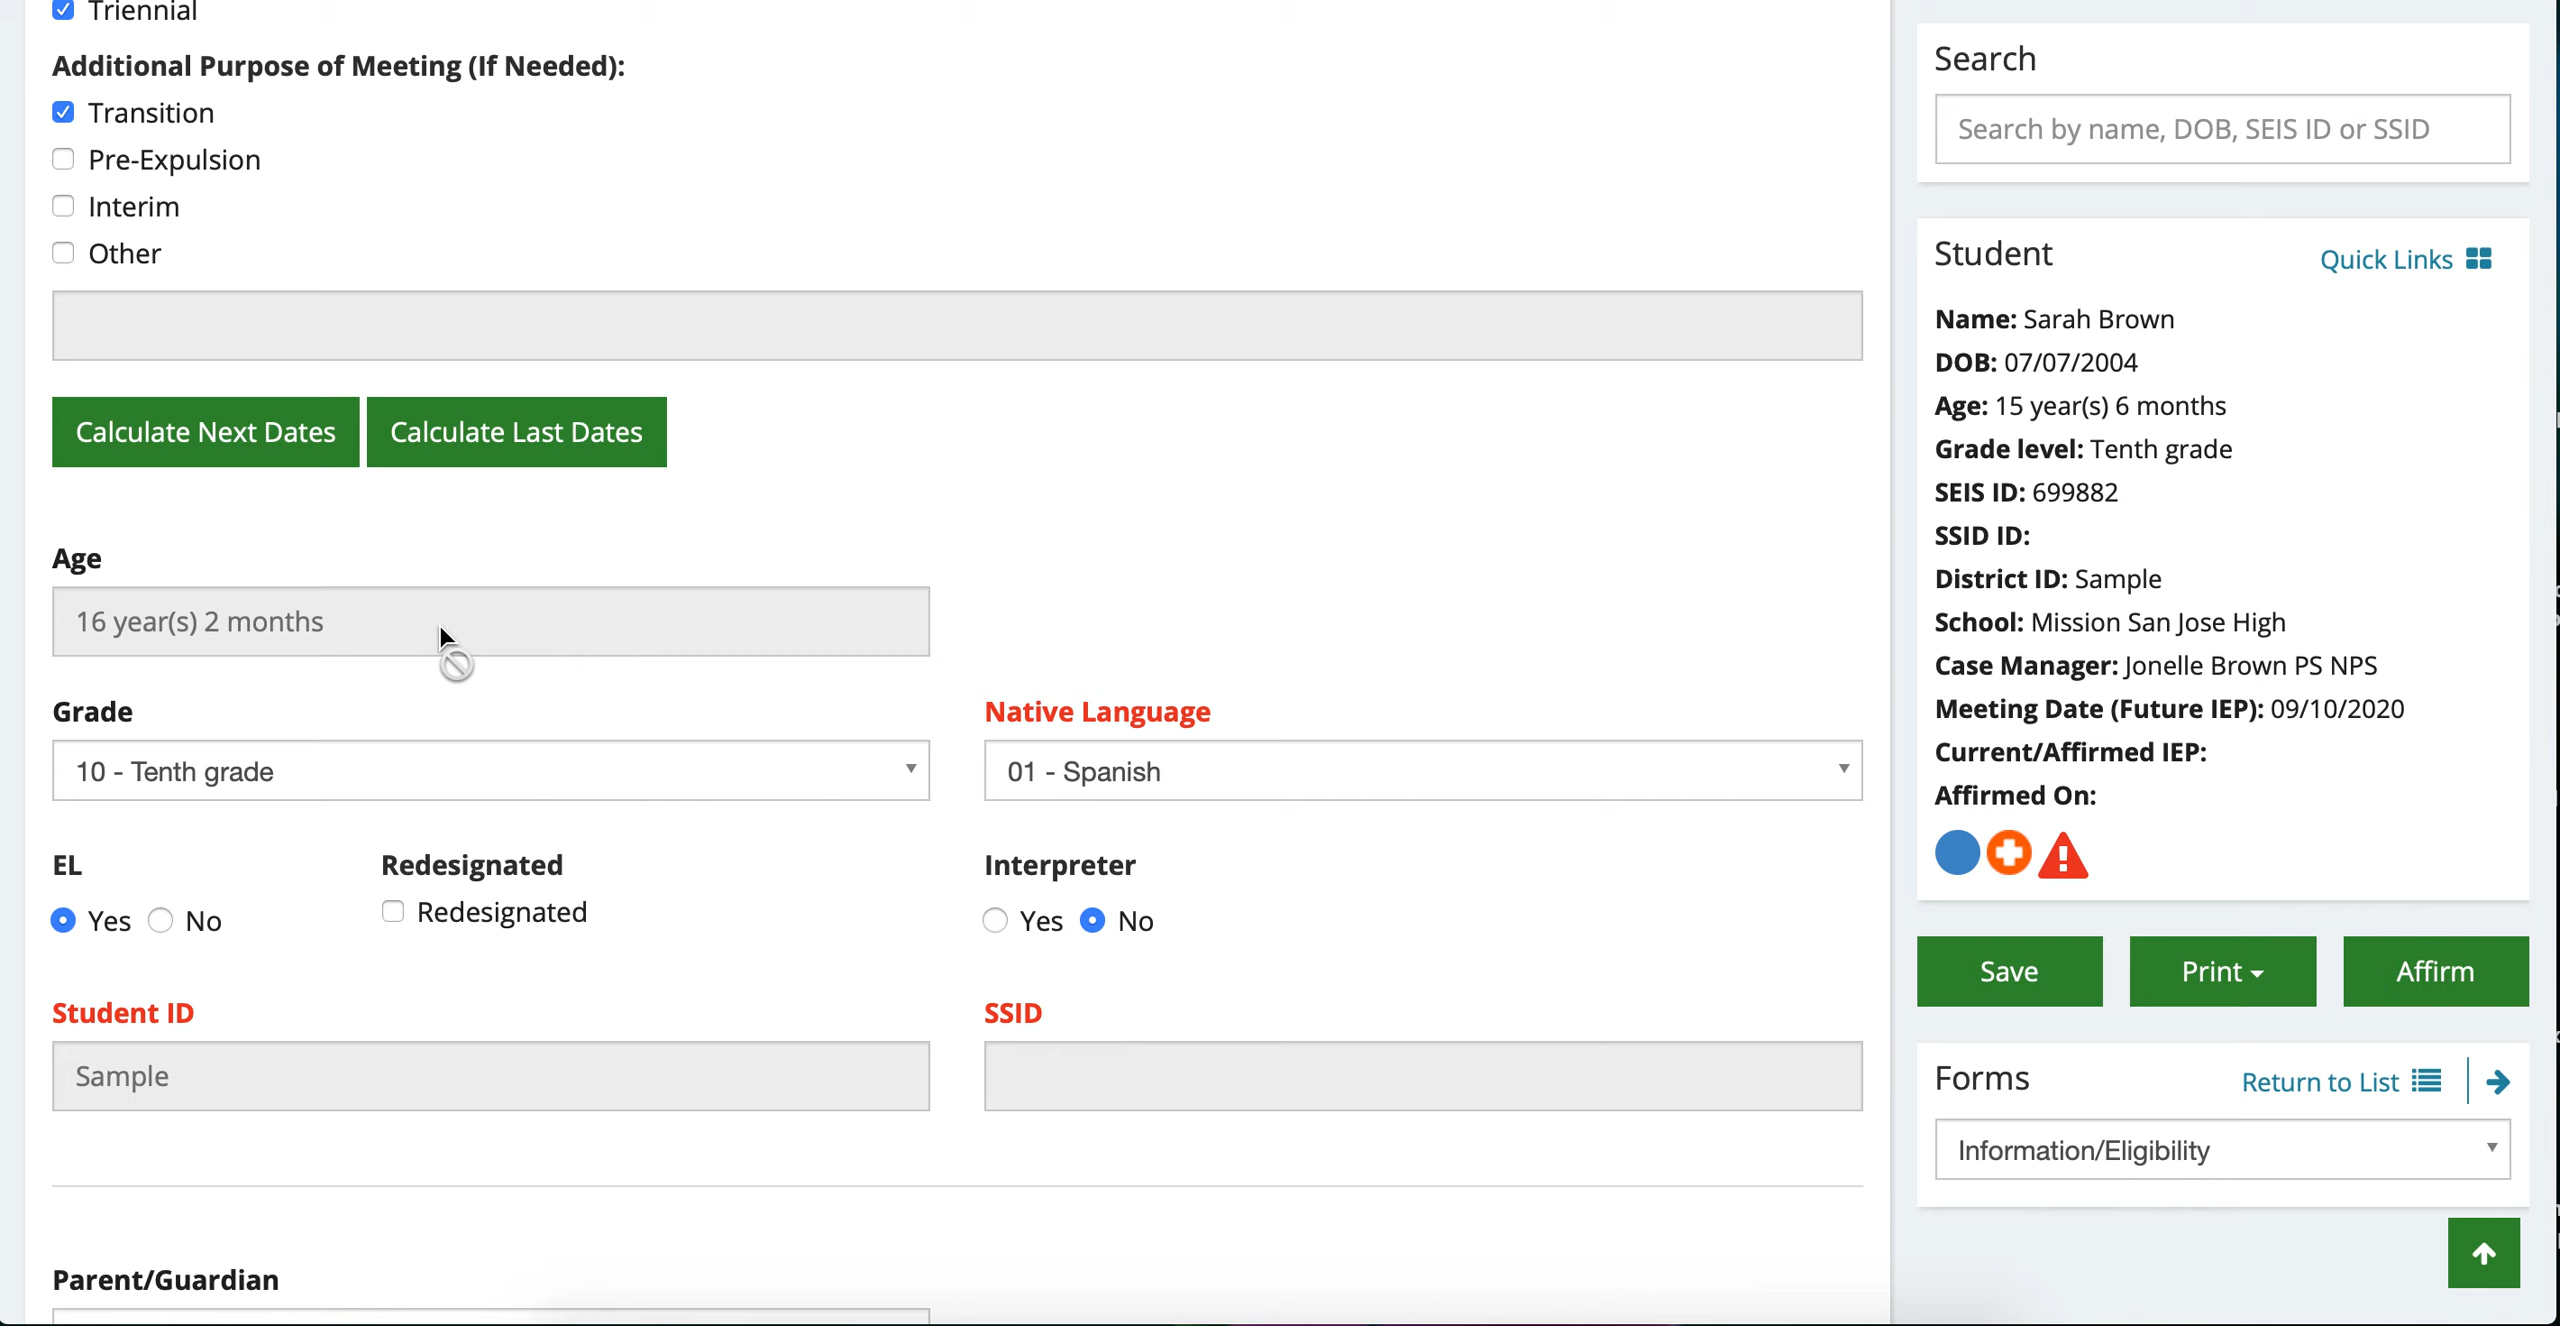 Triennial
Additional Purpose of Meeting (If Needed):
Transition
Pre-Expulsion
Interim
Other
Calculate Next Dates
Calculate Last Dates
Age
16 year(s) 2 months
Grade
10 - Tenth grade
Native Language
01 - Spanish
EL
Yes No
Redesignated
Redesignated
Interpreter
Yes No
Student ID
Sample
SSID
Parent/Guardian
Search
Search by name, DOB, SEIS ID or SSID
Student
Quick Links
Name: Sarah Brown
DOB: 07/07/2004
Age: 15 year(s) 6 months
Grade level: Tenth grade
SEIS ID: 699882
SSID ID:
District ID: Sample
School: Mission San Jose High
Case Manager: Jonelle Brown PS NPS
Meeting Date (Future IEP): 09/10/2020
Current/Affirmed IEP:
Affirmed On:
Save
Print
Affirm
Forms
Return to List
Information/Eligibility